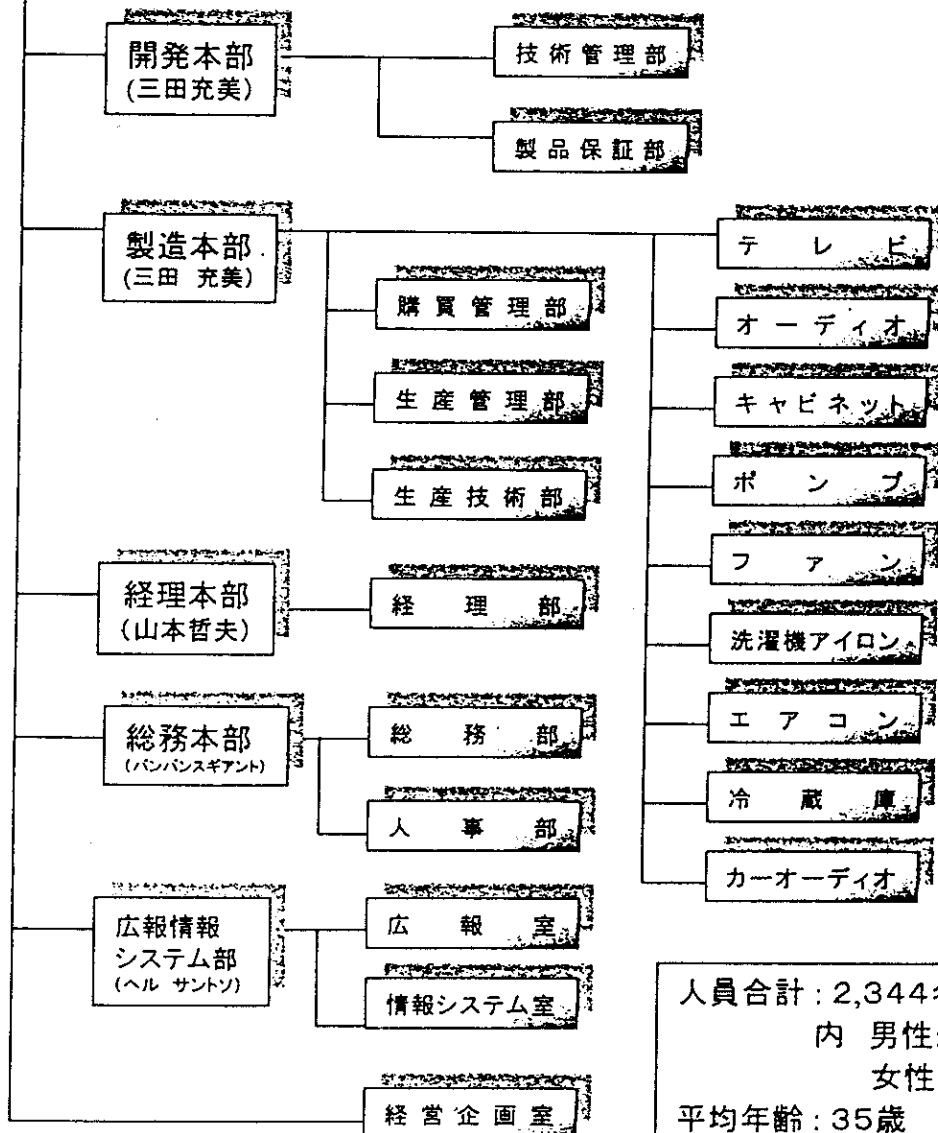 開発本部
(三田充美)
技術管理部
製品保証部
製造本部
(三田 充美)
購買管理部
生産管理部
生産技術部
テレビ
オーディオ
キャビネット
ポンプ
ファン
洗濯機アイロン
エアコン
冷蔵庫
カーオーディオ
経理本部
(山本哲夫)
経理部
総務本部
(バンバンスギアント)
総務部
人事部
広報情報
システム部
(ヘル サントソ)
広報室
情報システム室
経営企画室
人員合計:2,344名
内 男性
女性
平均年齢:35歳